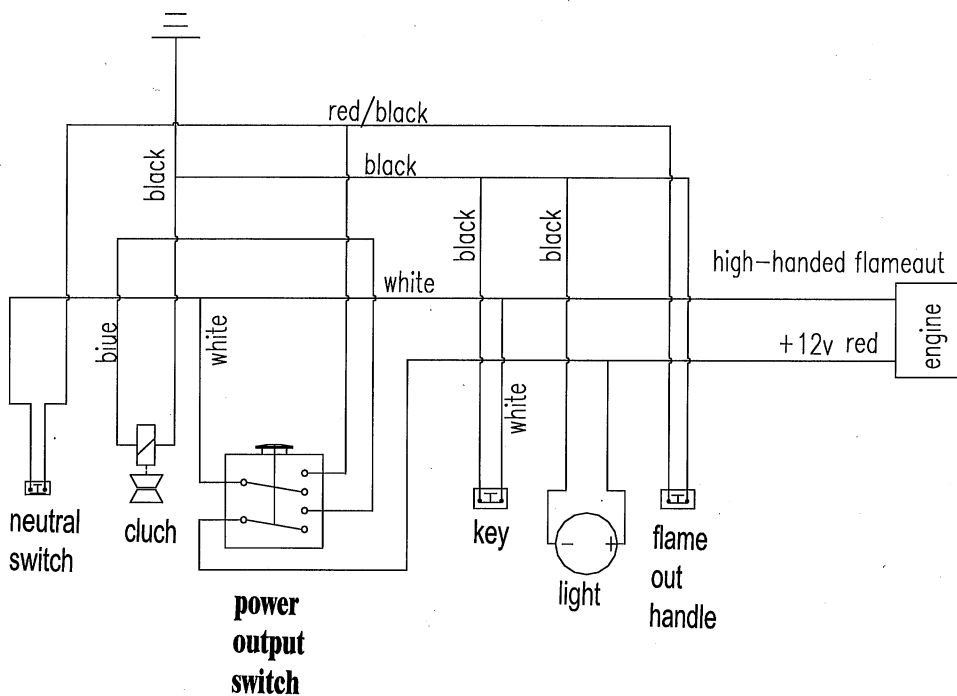 red/black
black
black
black
black
high-handed flameaut
white
biue
white
+12v red
engine
white
neutral
switch
cluch
key
flame
out
handle
light
− +
power
output
switch